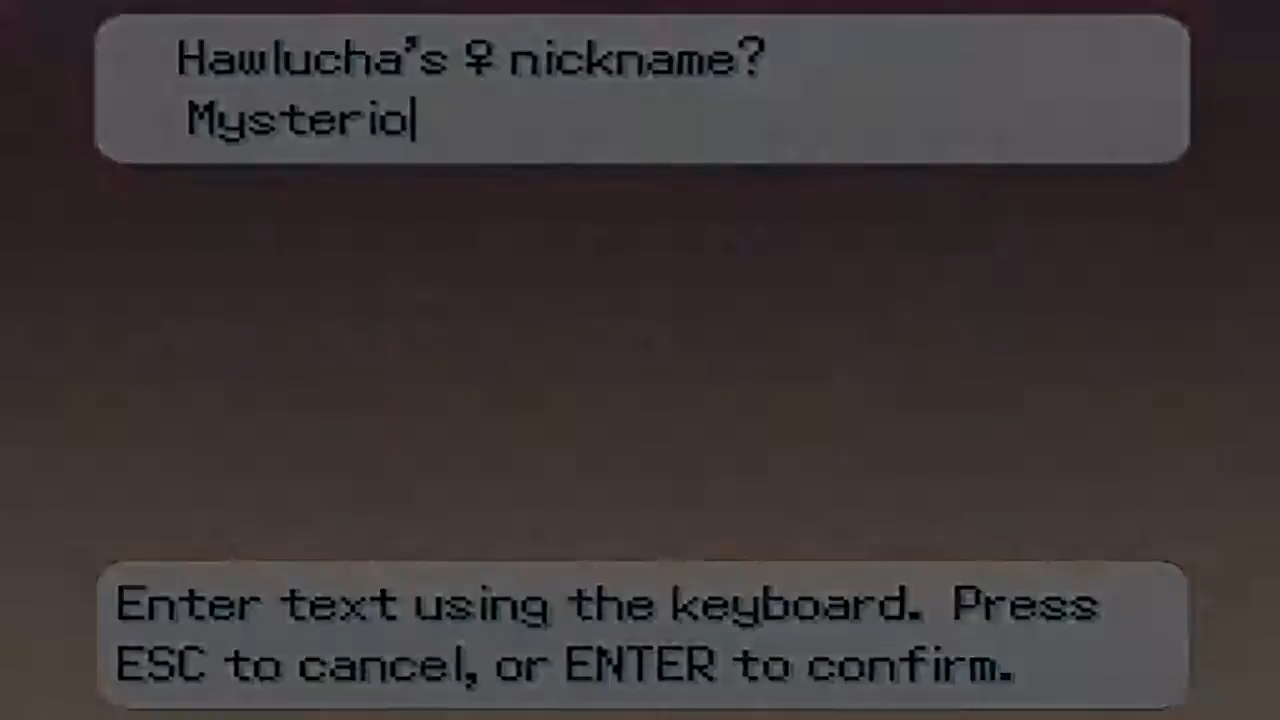 Hawlucha's ♀ nickname?
Mysterio
Enter text using the keyboard. Press
ESC to cancel, or ENTER to confirm.